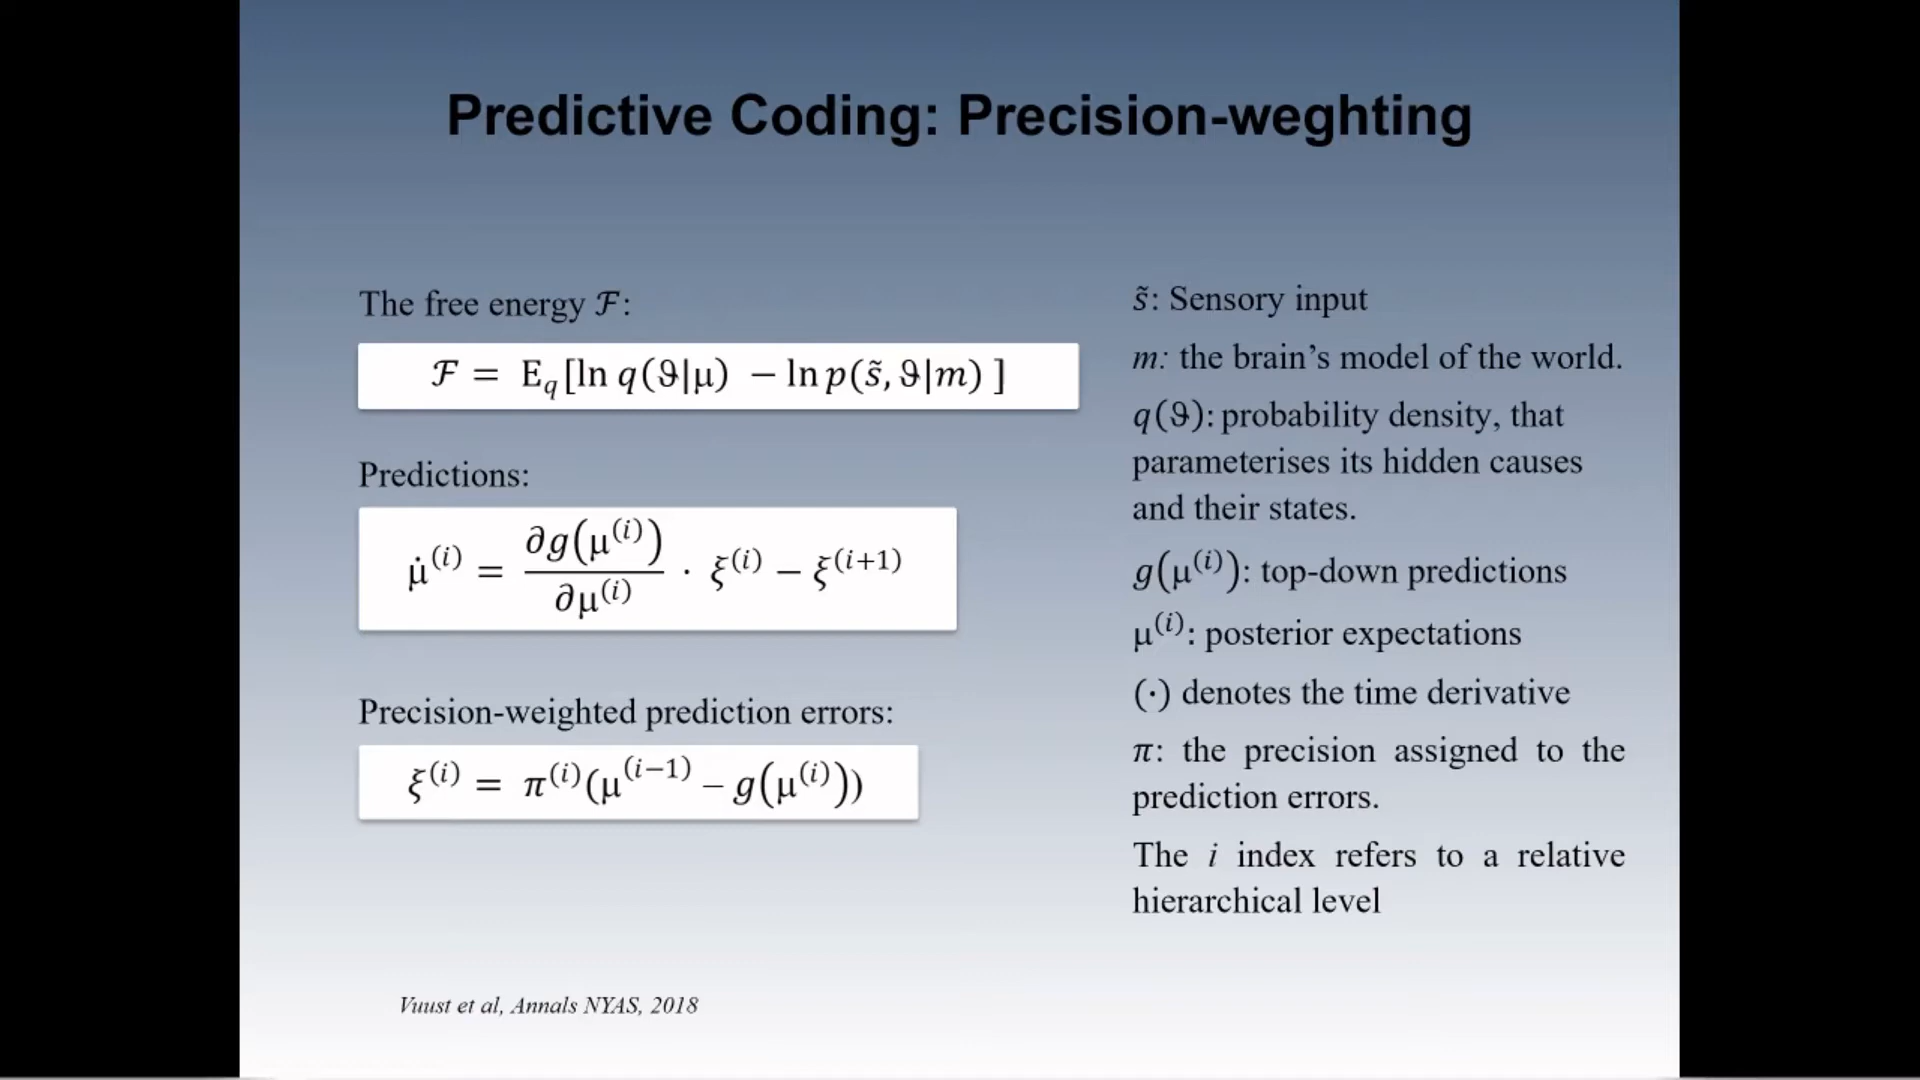 Predictive Coding: Precision-weghting
The free energy ℱ:
ℱ = E_q[ln q(ϑ|μ) − ln p(s̃, ϑ|m) ]
Predictions:
μ̇^(i) = ∂g(μ^(i)) / ∂μ^(i) · ξ^(i) − ξ^(i+1)
Precision-weighted prediction errors:
ξ^(i) = π^(i)(μ^(i−1) − g(μ^(i)))
s̃: Sensory input
m: the brain’s model of the world.
q(ϑ): probability density, that
parameterises its hidden causes
and their states.
g(μ^(i)): top-down predictions
μ^(i): posterior expectations
(·) denotes the time derivative
π: the precision assigned to the
prediction errors.
The i index refers to a relative
hierarchical level
Vuust et al, Annals NYAS, 2018